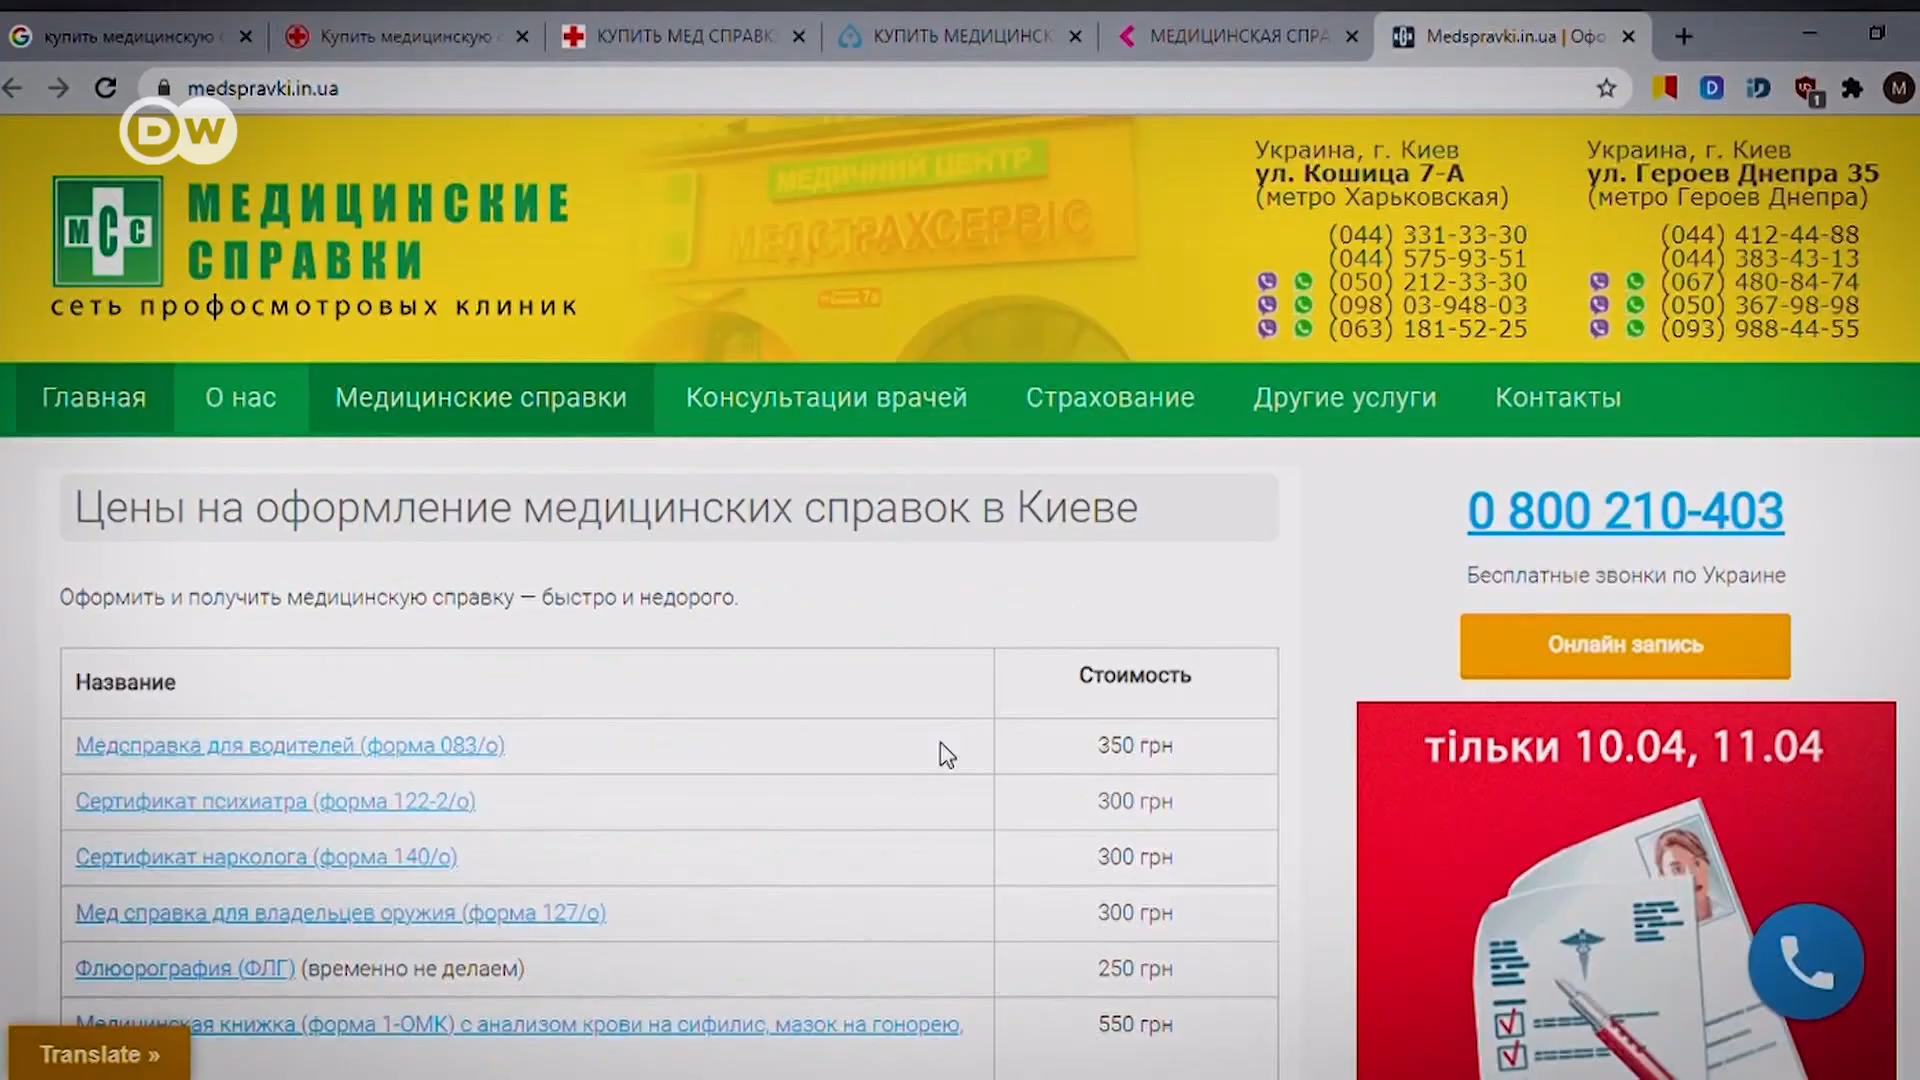 купить медицинскую
Купить медицинскую
КУПИТЬ МЕД СПРАВК
КУПИТЬ МЕДИЦИНСК
МЕДИЦИНСКАЯ СПРА
Medspravki.in.ua | Офо
medspravki.in.ua
M
DW
МЕДИЧНИЙ ЦЕНТР
МЕДСТРАХСЕРВІС
мСс
МЕДИЦИНСКИЕ
СПРАВКИ
сеть профосмотровых клиник
Украина, г. Киев
ул. Кошица 7-А
(метро Харьковская)
(044) 331-33-30
(044) 575-93-51
(050) 212-33-30
(098) 03-948-03
(063) 181-52-25
Украина, г. Киев
ул. Героев Днепра 35
(метро Героев Днепра)
(044) 412-44-88
(044) 383-43-13
(067) 480-84-74
(050) 367-98-98
(093) 988-44-55
Главная О нас Медицинские справки Консультации врачей Страхование Другие услуги Контакты
Цены на оформление медицинских справок в Киеве
Оформить и получить медицинскую справку — быстро и недорого.
Название Стоимость
Медсправка для водителей (форма 083/о) 350 грн
Сертификат психиатра (форма 122-2/о) 300 грн
Сертификат нарколога (форма 140/о) 300 грн
Мед справка для владельцев оружия (форма 127/о) 300 грн
Флюорография (ФЛГ) (временно не делаем) 250 грн
Медицинская книжка (форма 1-ОМК) с анализом крови на сифилис, мазок на гонорею, 550 грн
Translate »
0 800 210-403
Бесплатные звонки по Украине
Онлайн запись
тільки 10.04, 11.04